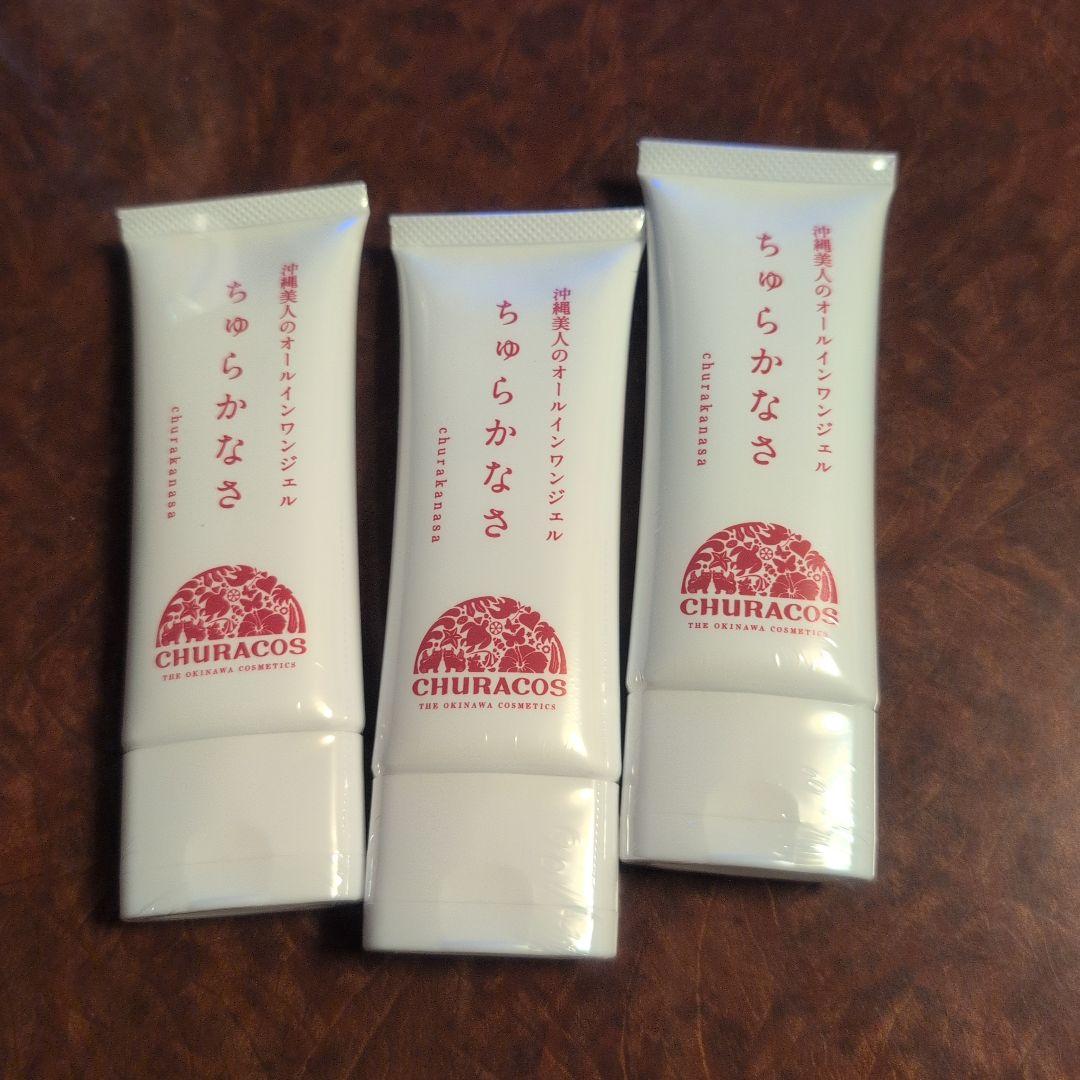 沖縄美人のオールインワンジェル
ちゅらかなさ
churakanasa
CHURACOS
THE OKINAWA COSMETICS
沖縄美人のオールインワンジェル
ちゅらかなさ
churakanasa
CHURACOS
THE OKINAWA COSMETICS
沖縄美人のオールインワンジェル
ちゅらかなさ
churakanasa
CHURACOS
THE OKINAWA COSMETICS